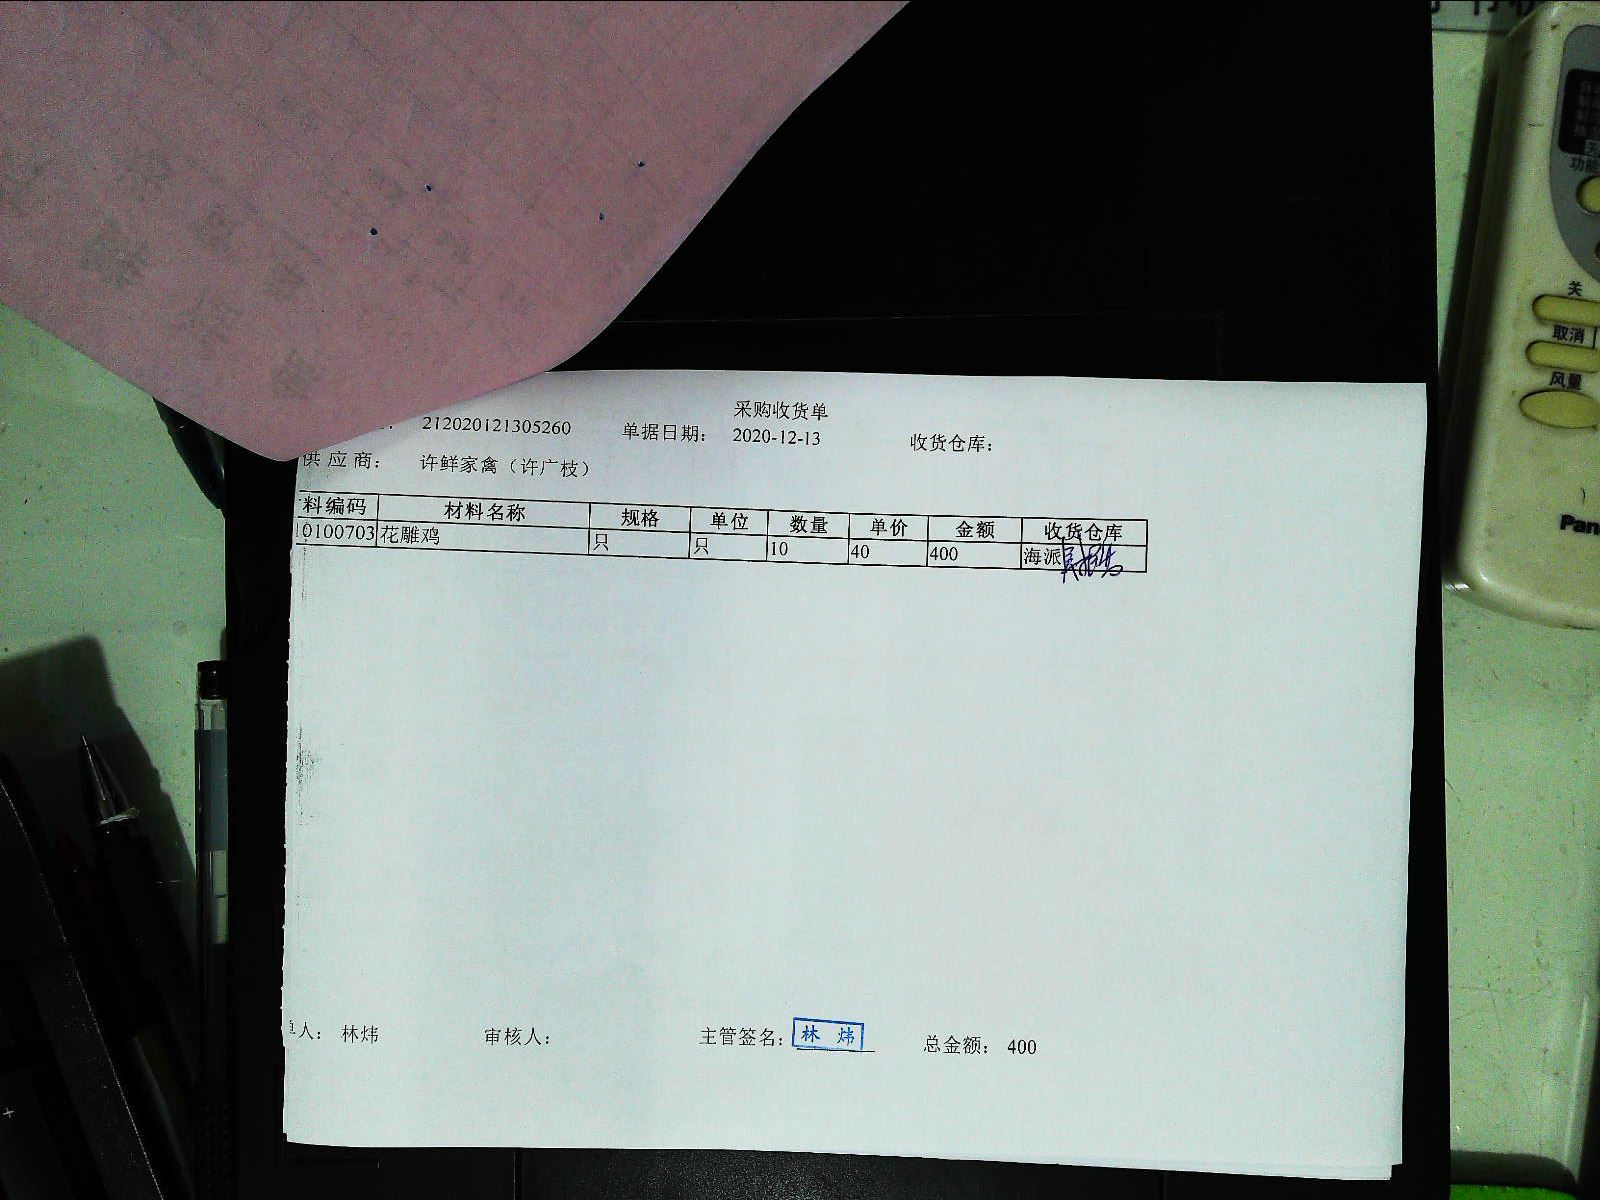 采购收货单
212020121305260 单据日期： 2020-12-13 收货仓库：
供应商： 许鲜家禽（许广枝）
料编码 材料名称 规格 单位 数量 单价 金额 收货仓库
0100703 花雕鸡 只 只 10 40 400 海派
人： 林炜 审核人： 主管签名： 林炜 总金额： 400
关
取消
风量
功能
Pan